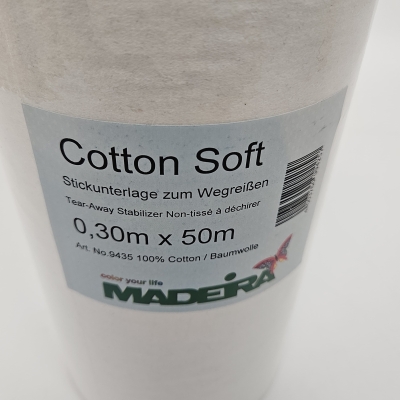 Cotton Soft
Stickunterlage zum Wegreißen
Tear-Away Stabilizer Non-tissé à déchirer
0,30m x 50m
Art. No.9435 100% Cotton / Baumwolle
color your life
MADEIRA